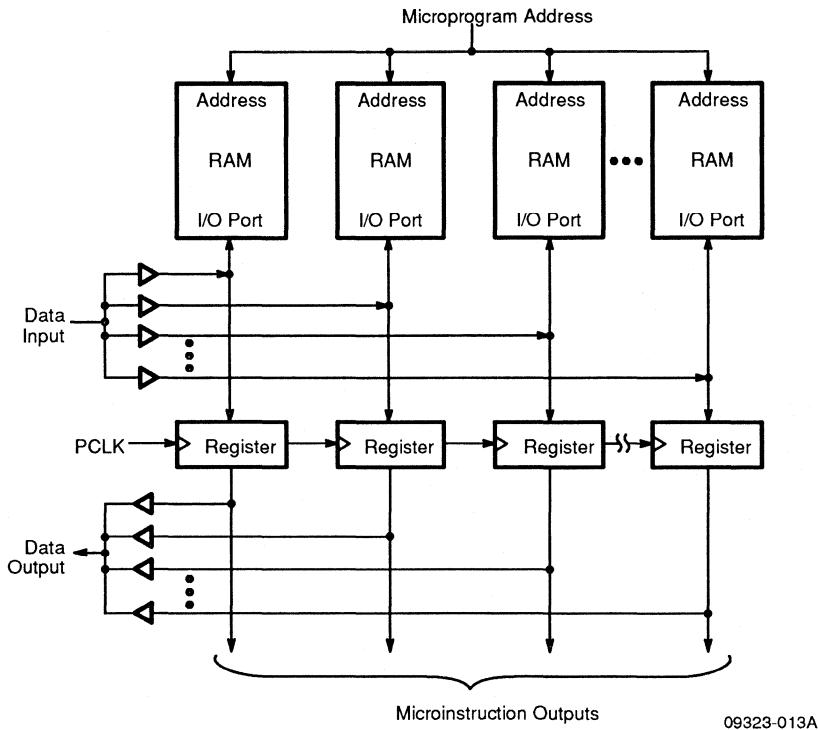 Microprogram Address
Address Address Address Address
RAM RAM RAM RAM
I/O Port I/O Port I/O Port I/O Port
Data
Input
PCLK Register Register Register Register
Data
Output
Microinstruction Outputs
09323-013A